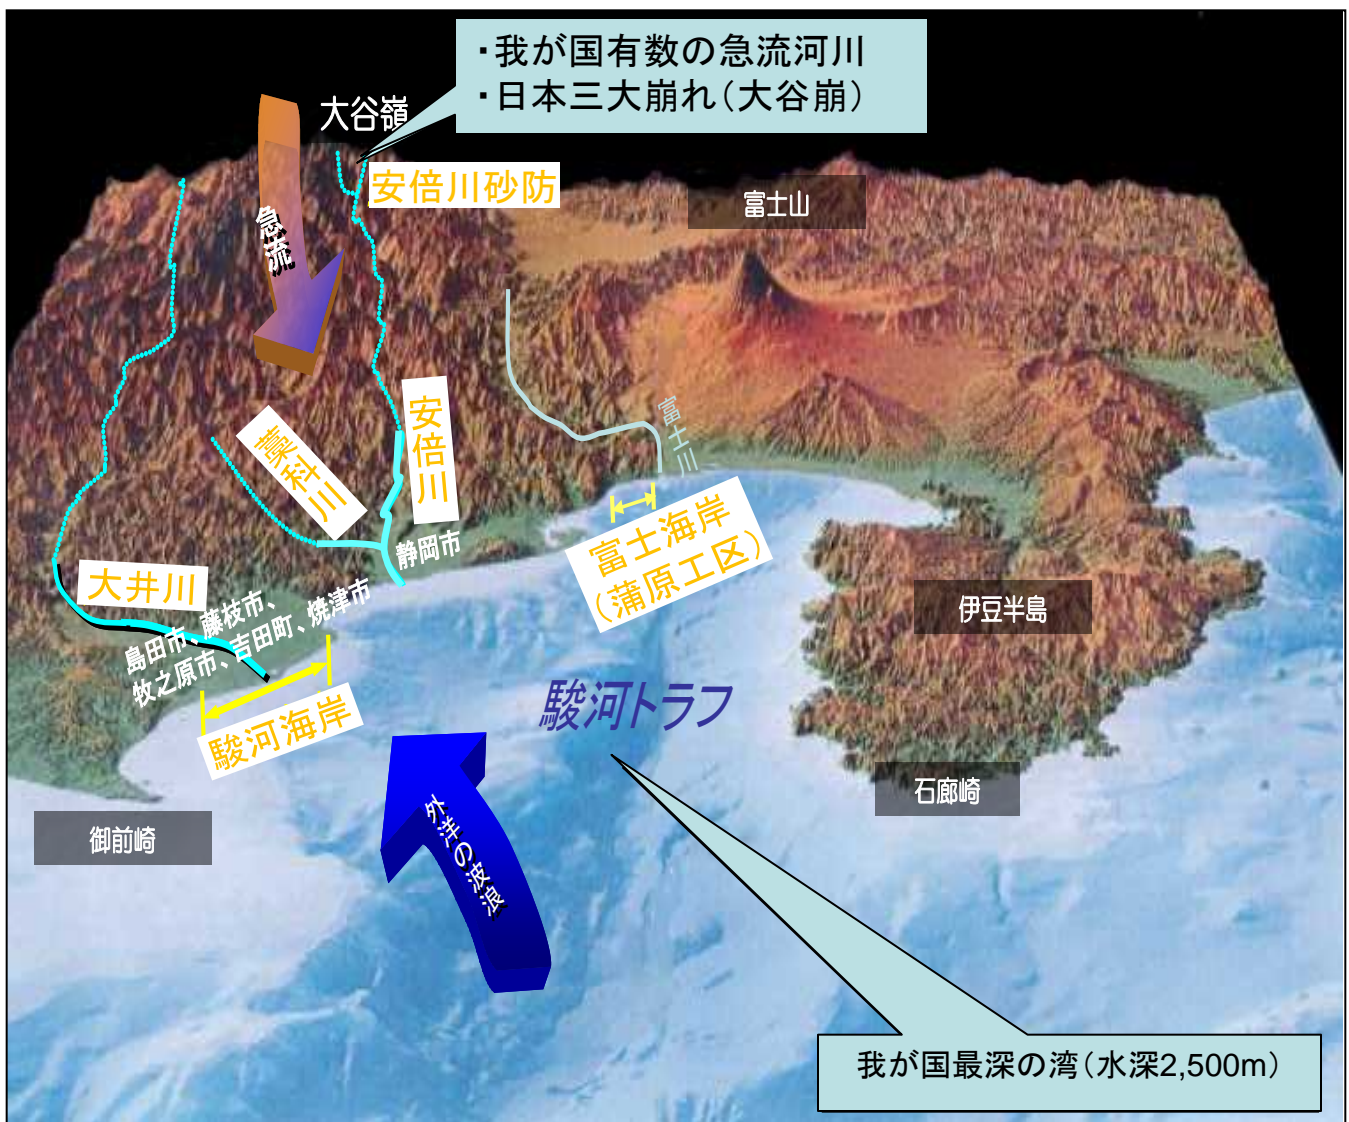 ・我が国有数の急流河川
・日本三大崩れ（大谷崩）
大谷嶺
安倍川砂防
富士山
急流
安倍川
藁科川
富士川
静岡市
富士海岸
（蒲原工区）
大井川
島田市、藤枝市、
牧之原市、吉田町、焼津市
伊豆半島
駿河トラフ
駿河海岸
石廊崎
御前崎
外洋の波浪
我が国最深の湾（水深2,500m）